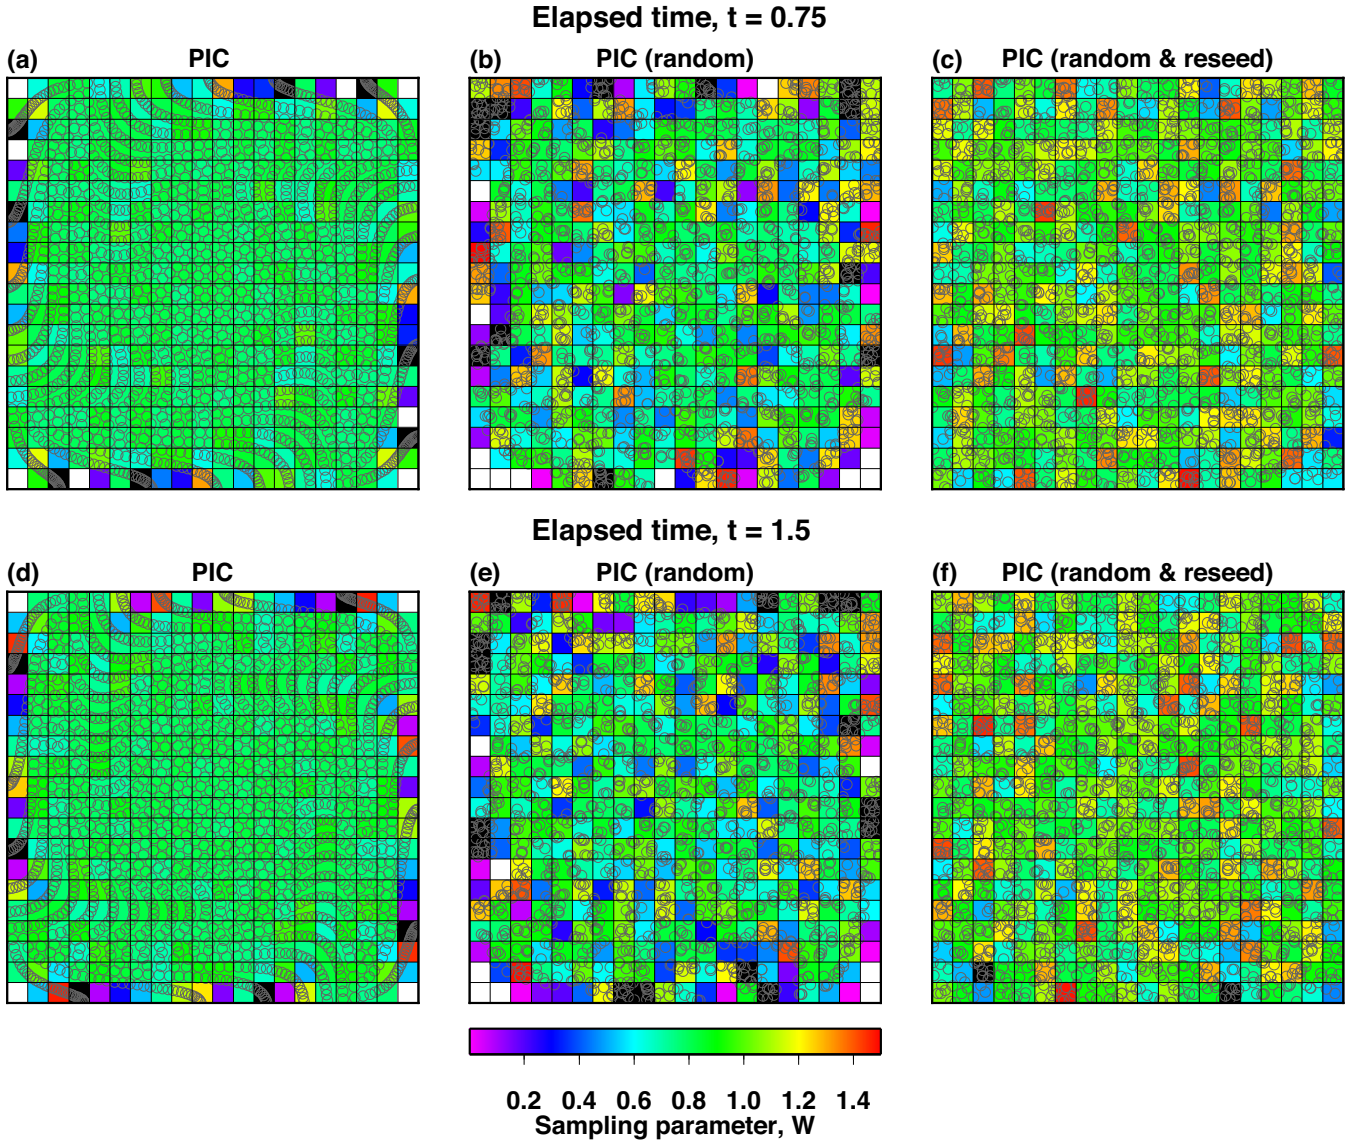 Elapsed time, t = 0.75
(a) PIC
(b) PIC (random)
(c) PIC (random & reseed)
Elapsed time, t = 1.5
(d) PIC
(e) PIC (random)
(f) PIC (random & reseed)
0.2 0.4 0.6 0.8 1.0 1.2 1.4
Sampling parameter, W